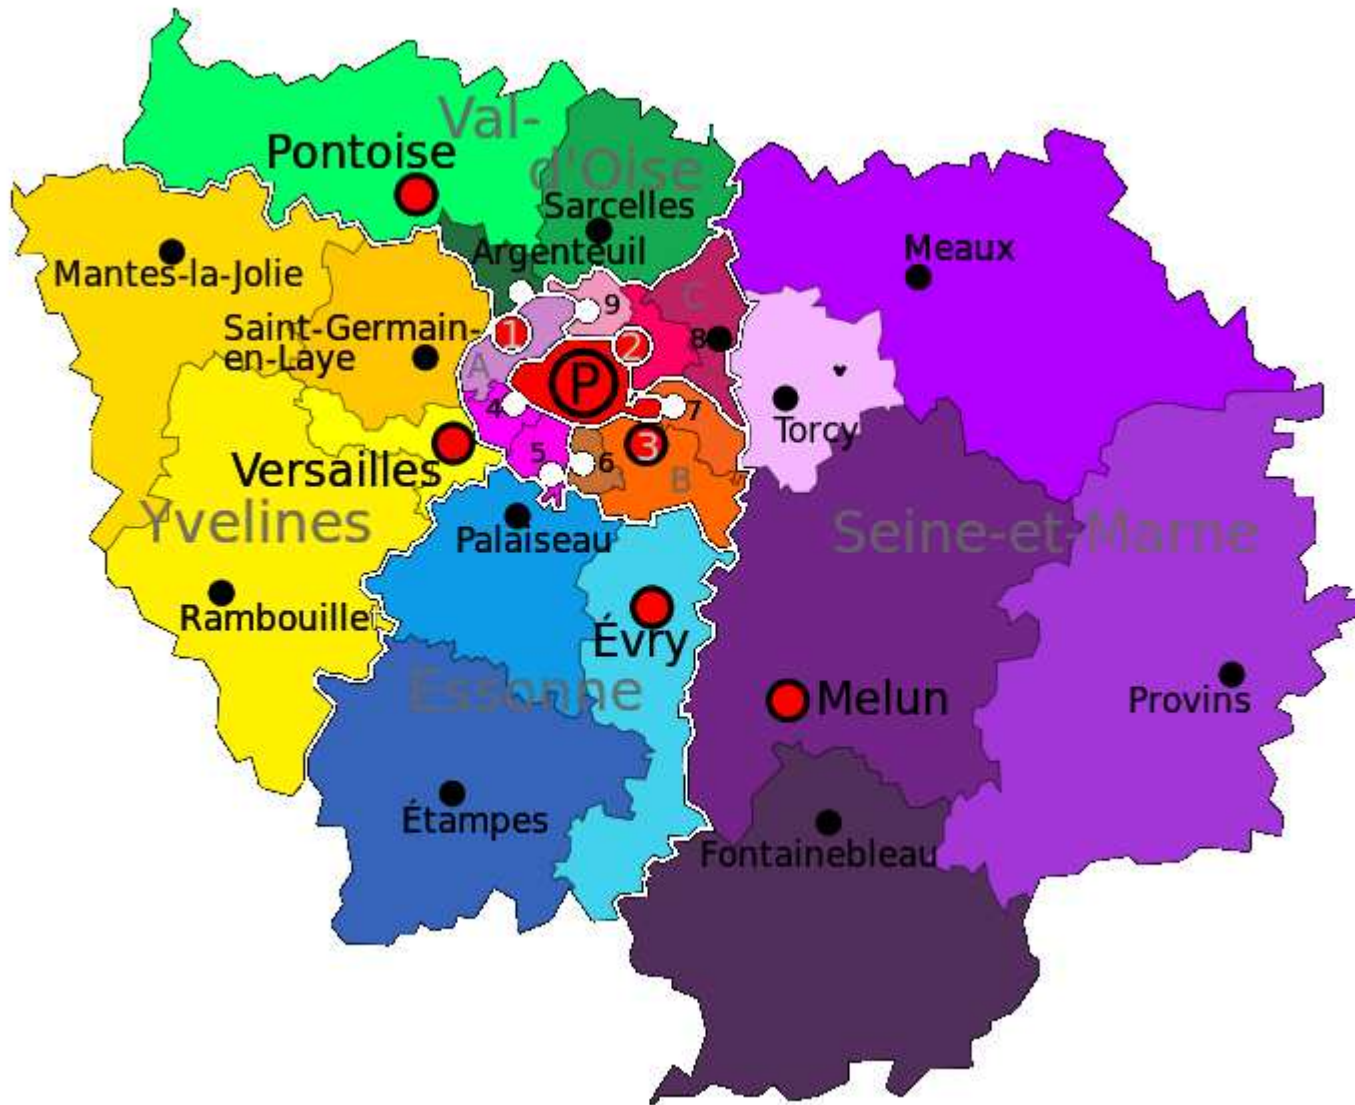 Val-
d'Oise
Pontoise
Sarcelles
Argenteuil
Meaux
Mantes-la-Jolie
Saint-Germain-
en-Laye
9
C
1
2
8
A
P
4
7
Torcy
3
5
6
B
Versailles
Yvelines
Palaiseau
Seine-et-Marne
Rambouillet
Évry
Essonne
Melun
Provins
Étampes
Fontainebleau